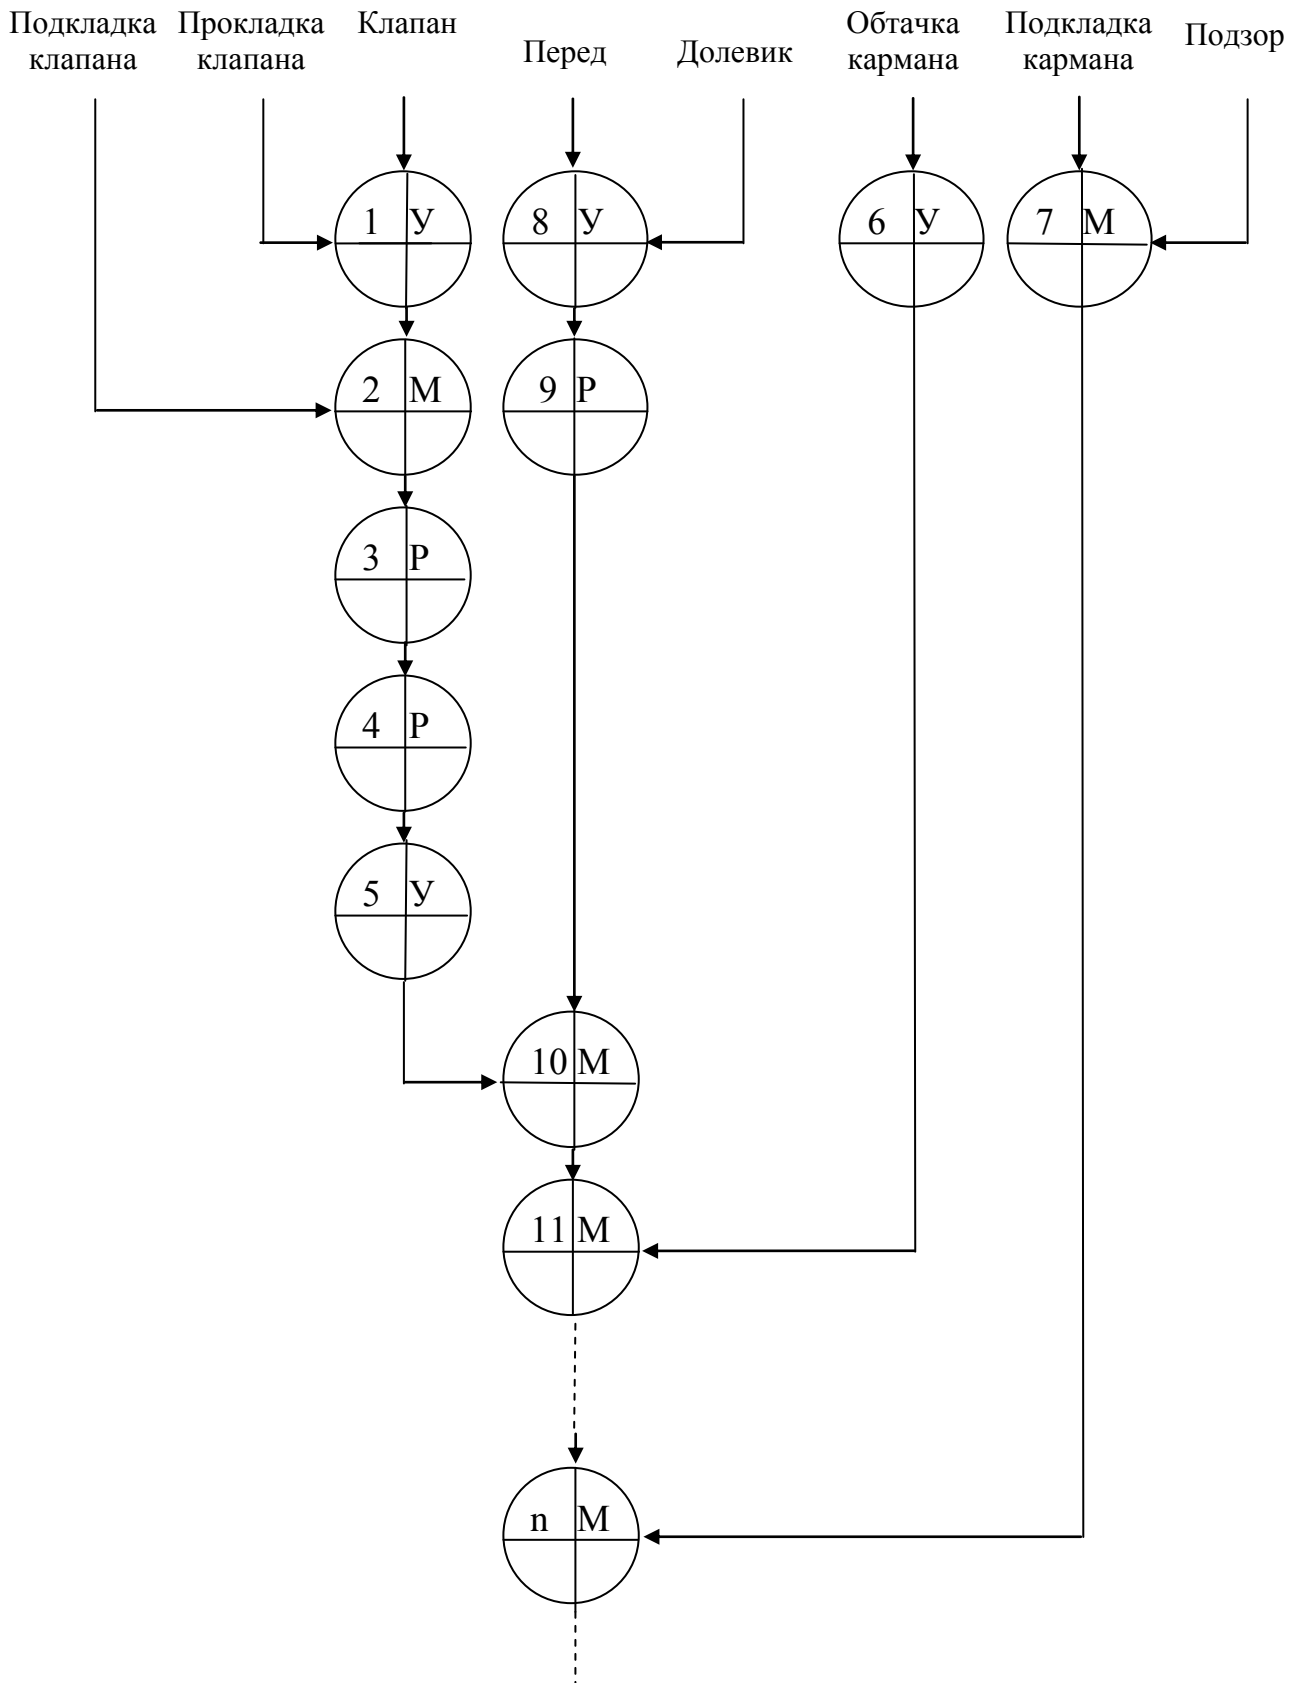 Подкладка
клапана
Прокладка
клапана
Клапан
Перед
Долевик
Обтачка
кармана
Подкладка
кармана
Подзор
1 У
8 У
6 У
7 М
2 М
9 Р
3 Р
4 Р
5 У
10 М
11 М
n М